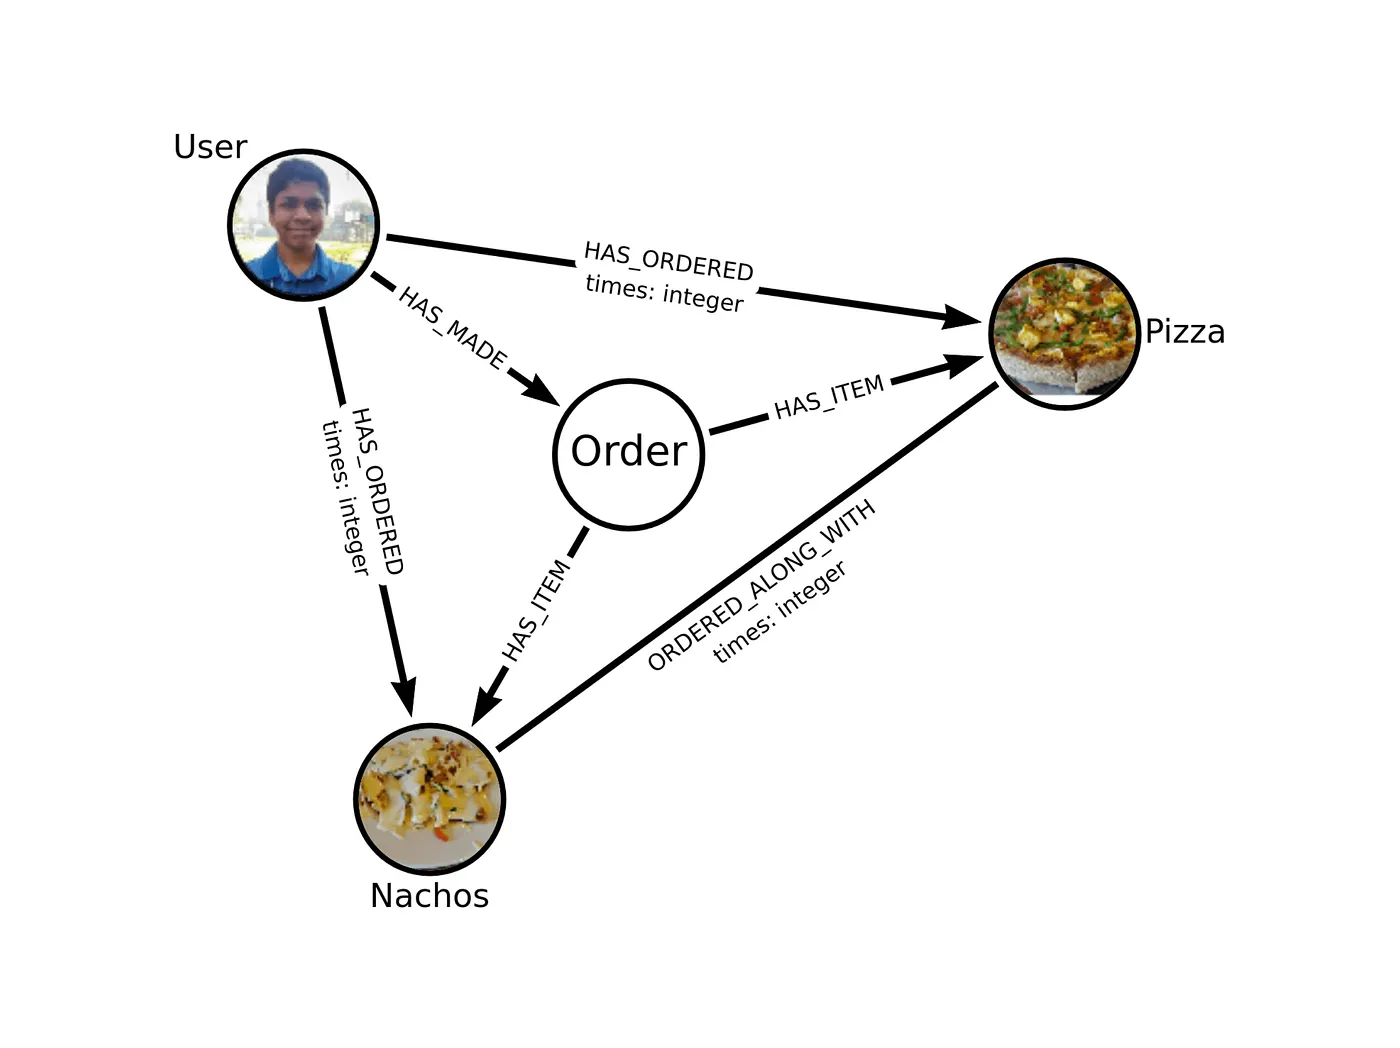 User
HAS_ORDERED
times: integer
HAS_MADE
Pizza
HAS_ITEM
HAS_ORDERED
times: integer
Order
ORDERED_ALONG_WITH
times: integer
HAS_ITEM
Nachos